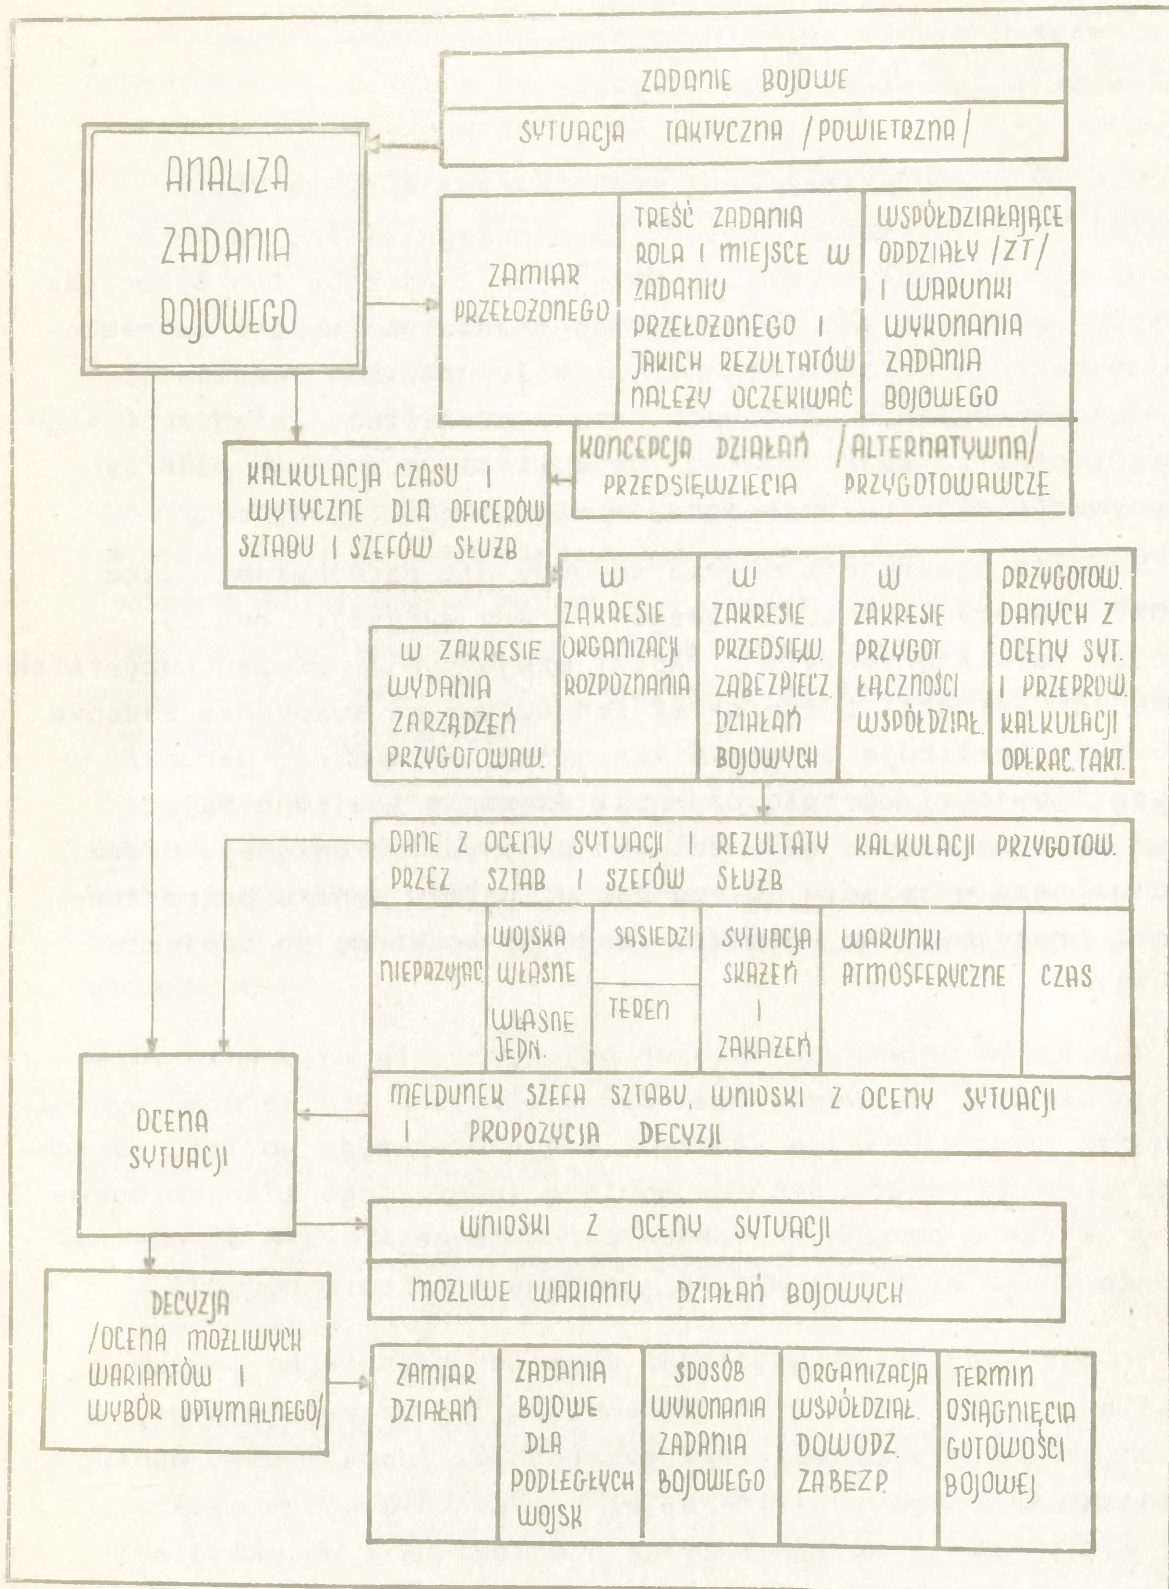 ZADANIE BOJOWE
SYTUACJA TAKTYCZNA /POWIETRZNA/
ANALIZA
ZADANIA
BOJOWEGO
ZAMIAR
PRZEŁOŻONEGO
TREŚĆ ZADANIA
ROLA I MIEJSCE W
ZADANIU
PRZEŁOŻONEGO I
JAKICH REZULTATÓW
NALEŻY OCZEKIWAĆ
WSPÓŁDZIAŁAJĄCE
ODDZIAŁY /ZT/
I WARUNKI
WYKONANIA
ZADANIA
BOJOWEGO
KONCEPCJA DZIAŁAŃ /ALTERNATYWNA/
PRZEDSIĘWZIECIA PRZYGOTOWAWCZE
KALKULACJA CZASU I
WYTYCZNE DLA OFICERÓW
SZTABU I SZEFÓW SŁUZB
W ZAKRESIE
WYDANIA
ZARZĄDZEŃ
PRZYGOTOWAW.
W
ZAKRESIE
ORGANIZACJI
ROZPOZNANIA
W
ZAKRESIE
PRZEDSIĘW.
ZABEZPIECZ.
DZIAŁAŃ
BOJOWYCH
W
ZAKRESIE
PRZYGOT
ŁĄCZNOŚCI
WSPÓŁDZIAŁ.
PRZYGOTOW.
DANYCH Z
OCENY SYT.
I PRZEPROW.
KALKULACJI
OPERAC.TAKT.
DANE Z OCENY SYTUACJI I REZULTATY KALKULACJI PRZYGOTOW.
PRZEZ SZTAB I SZEFÓW SŁUŻB
NIEPRZYJAC.
WOJSKA
WŁASNE
WŁASNE
JEDN.
SĄSIEDZI
TEREN
SYTUACJA
SKAŻEŃ
I
ZAKAŻEŃ
WARUNKI
ATMOSFERYCZNE
CZAS
MELDUNEK SZEFA SZTABU, WNIOSKI Z OCENY SYTUACJI
I PROPOZYCJA DECYZJI
OCENA
SYTUACJI
WNIOSKI Z OCENY SYTUACJI
MOŻLIWE WARIANTY DZIAŁAŃ BOJOWYCH
DECYZJA
/OCENA MOŻLIWYCH
WARIANTÓW I
WYBÓR OPTYMALNEGO/
ZAMIAR
DZIAŁAŃ
ZADANIA
BOJOWE
DLA
PODLEGŁYCH
WOJSK
SPOSÓB
WYKONANIA
ZADANIA
BOJOWEGO
ORGANIZACJA
WSPÓŁDZIAŁ.
DOWODZ.
ZABEZP.
TERMIN
OSIĄGNIĘCIA
GOTOWOŚCI
BOJOWEJ